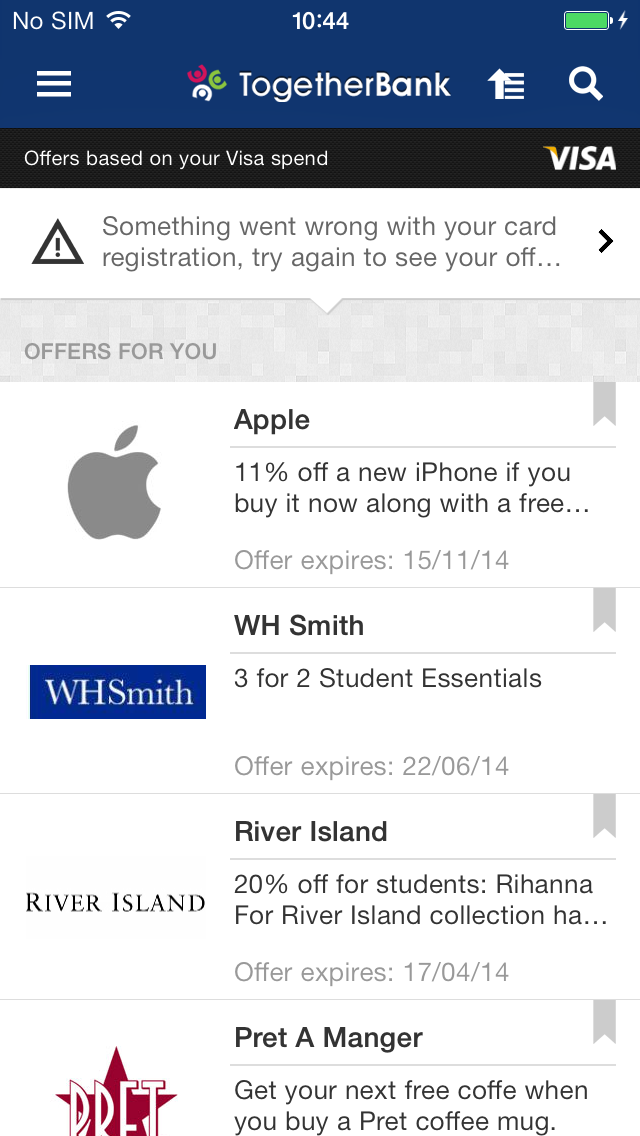 No SIM 10:44
TogetherBank
Offers based on your Visa spend VISA
Something went wrong with your card
registration, try again to see your off...
OFFERS FOR YOU
Apple
11% off a new iPhone if you
buy it now along with a free...
Offer expires: 15/11/14
WHSmith
WH Smith
3 for 2 Student Essentials
Offer expires: 22/06/14
RIVER ISLAND
River Island
20% off for students: Rihanna
For River Island collection ha...
Offer expires: 17/04/14
PRET
Pret A Manger
Get your next free coffe when
you buy a Pret coffee mug.